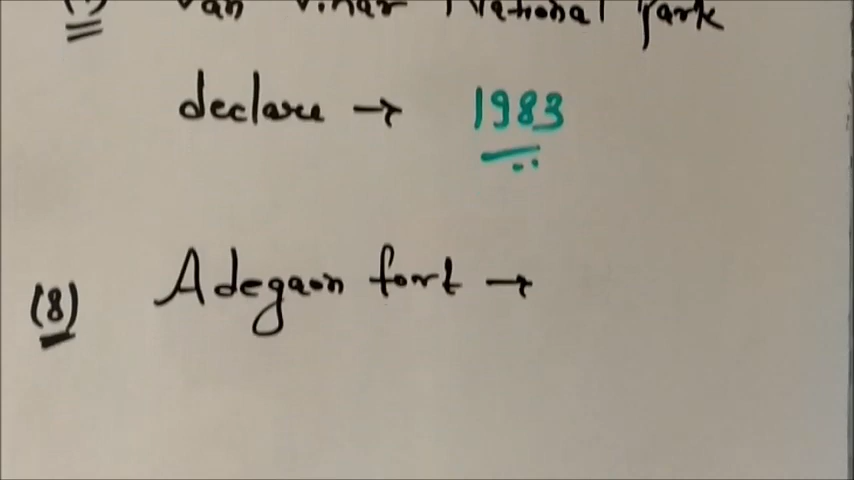 Van Vihar National Park
declare → 1983
(8) Adegaon fort →